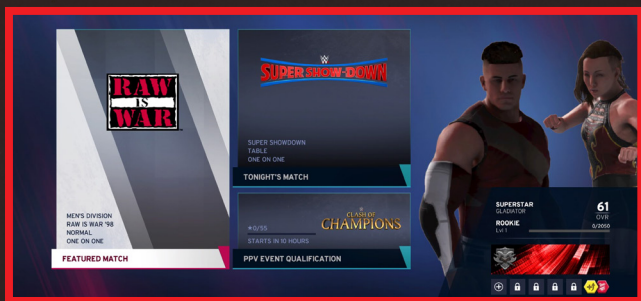 RAW
IS
WAR
MEN'S DIVISION
RAW IS WAR '98
NORMAL
ONE ON ONE
FEATURED MATCH
W
SUPER SHOW-DOWN
SUPER SHOWDOWN
TABLE
ONE ON ONE
TONIGHT'S MATCH
0/55
CLASH OF
CHAMPIONS
STARTS IN 10 HOURS
PPV EVENT QUALIFICATION
SUPERSTAR
GLADIATOR
61
OVR
ROOKIE
Lvl 1
0/2050